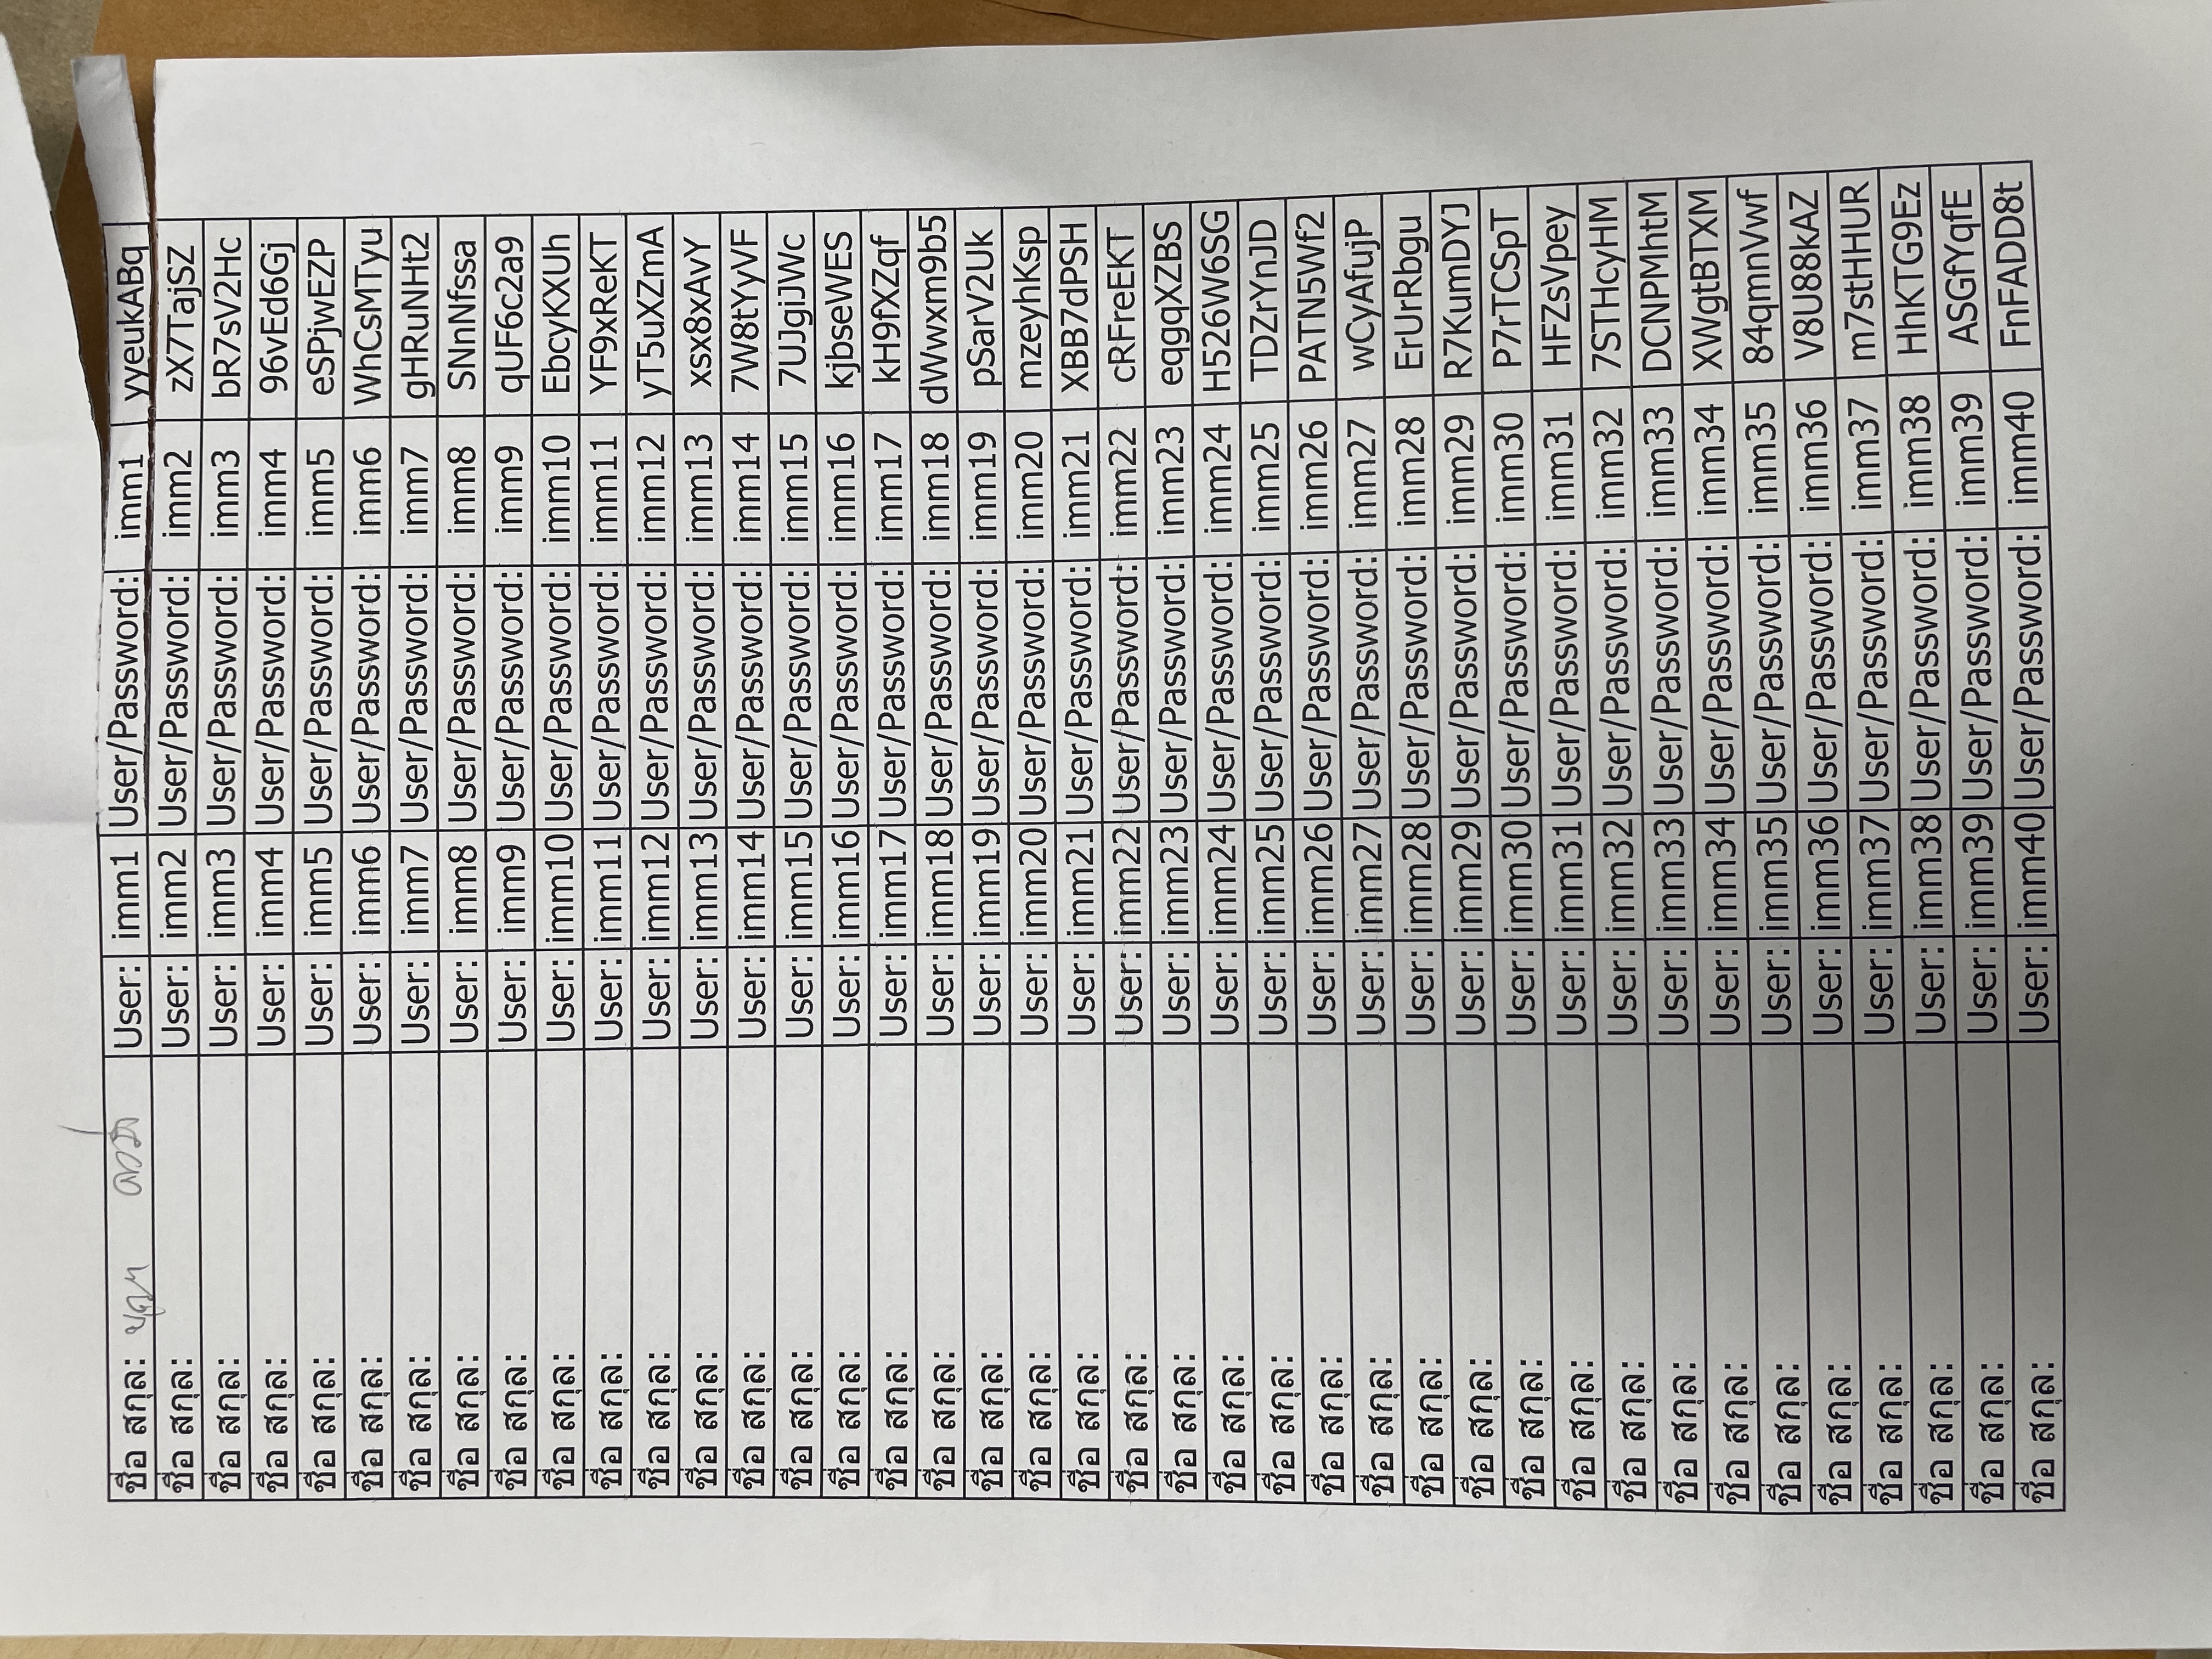 ชื่อ สกุล: User: imm1 User/Password: imm1 yyeukABq
ชื่อ สกุล: User: imm2 User/Password: imm2 zX7TajSZ
ชื่อ สกุล: User: imm3 User/Password: imm3 bR7sV2Hc
ชื่อ สกุล: User: imm4 User/Password: imm4 96vEd6Gj
ชื่อ สกุล: User: imm5 User/Password: imm5 eSPjwEZP
ชื่อ สกุล: User: imm6 User/Password: imm6 WhCsMTyu
ชื่อ สกุล: User: imm7 User/Password: imm7 gHRuNHt2
ชื่อ สกุล: User: imm8 User/Password: imm8 SNnNfssa
ชื่อ สกุล: User: imm9 User/Password: imm9 qUF6c2a9
ชื่อ สกุล: User: imm10 User/Password: imm10 EbcyKXUh
ชื่อ สกุล: User: imm11 User/Password: imm11 YF9xReKT
ชื่อ สกุล: User: imm12 User/Password: imm12 yT5uXZmA
ชื่อ สกุล: User: imm13 User/Password: imm13 xsx8xAvY
ชื่อ สกุล: User: imm14 User/Password: imm14 7W8tYyVF
ชื่อ สกุล: User: imm15 User/Password: imm15 7UJgiJWc
ชื่อ สกุล: User: imm16 User/Password: imm16 kjbseWES
ชื่อ สกุล: User: imm17 User/Password: imm17 kH9fXZqf
ชื่อ สกุล: User: imm18 User/Password: imm18 dWwxm9b5
ชื่อ สกุล: User: imm19 User/Password: imm19 pSarV2Uk
ชื่อ สกุล: User: imm20 User/Password: imm20 mzeyhKsp
ชื่อ สกุล: User: imm21 User/Password: imm21 XBB7dPSH
ชื่อ สกุล: User: imm22 User/Password: imm22 cRFreEKT
ชื่อ สกุล: User: imm23 User/Password: imm23 eqgqXZBS
ชื่อ สกุล: User: imm24 User/Password: imm24 H526W6SG
ชื่อ สกุล: User: imm25 User/Password: imm25 TDZrYnJD
ชื่อ สกุล: User: imm26 User/Password: imm26 PATN5Wf2
ชื่อ สกุล: User: imm27 User/Password: imm27 wCyAfujP
ชื่อ สกุล: User: imm28 User/Password: imm28 ErUrRbgu
ชื่อ สกุล: User: imm29 User/Password: imm29 R7KumDYJ
ชื่อ สกุล: User: imm30 User/Password: imm30 P7rTCSpT
ชื่อ สกุล: User: imm31 User/Password: imm31 HFZsVpey
ชื่อ สกุล: User: imm32 User/Password: imm32 7STHcyHM
ชื่อ สกุล: User: imm33 User/Password: imm33 DCNPMhtM
ชื่อ สกุล: User: imm34 User/Password: imm34 XWgtBTXM
ชื่อ สกุล: User: imm35 User/Password: imm35 84qmnVwf
ชื่อ สกุล: User: imm36 User/Password: imm36 V8U88kAZ
ชื่อ สกุล: User: imm37 User/Password: imm37 m7stHHUR
ชื่อ สกุล: User: imm38 User/Password: imm38 HhKTG9Ez
ชื่อ สกุล: User: imm39 User/Password: imm39 ASGfYqfE
ชื่อ สกุล: User: imm40 User/Password: imm40 FnFADD8t